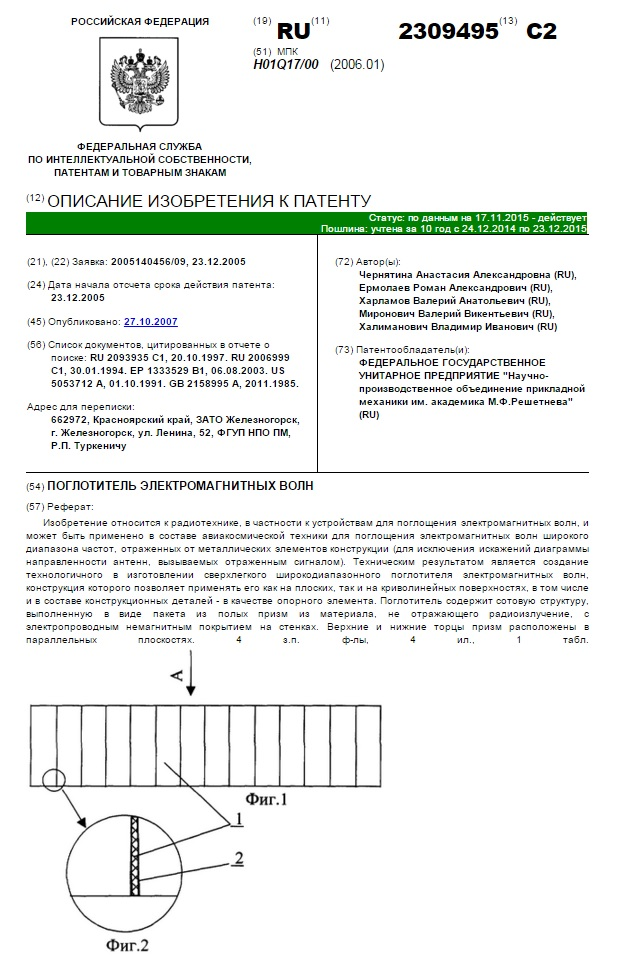 РОССИЙСКАЯ ФЕДЕРАЦИЯ
(19) RU (11) 2309495 (13) C2
(51) МПК
H01Q17/00 (2006.01)
ФЕДЕРАЛЬНАЯ СЛУЖБА
ПО ИНТЕЛЛЕКТУАЛЬНОЙ СОБСТВЕННОСТИ,
ПАТЕНТАМ И ТОВАРНЫМ ЗНАКАМ
(12) ОПИСАНИЕ ИЗОБРЕТЕНИЯ К ПАТЕНТУ
Статус: по данным на 17.11.2015 - действует
Пошлина: учтена за 10 год с 24.12.2014 по 23.12.2015
(21), (22) Заявка: 2005140456/09, 23.12.2005
(24) Дата начала отсчета срока действия патента:
23.12.2005
(45) Опубликовано: 27.10.2007
(56) Список документов, цитированных в отчете о
поиске: RU 2093935 C1, 20.10.1997. RU 2006999
C1, 30.01.1994. EP 1333529 B1, 06.08.2003. US
5053712 A, 01.10.1991. GB 2158995 A, 2011.1985.
Адрес для переписки:
662972, Красноярский край, ЗАТО Железногорск,
г. Железногорск, ул. Ленина, 52, ФГУП НПО ПМ,
Р.П. Туркеничу
(72) Автор(ы):
Чернятина Анастасия Александровна (RU),
Ермолаев Роман Александрович (RU),
Харламов Валерий Анатольевич (RU),
Миронович Валерий Викентьевич (RU),
Халиманович Владимир Иванович (RU)
(73) Патентообладатель(и):
ФЕДЕРАЛЬНОЕ ГОСУДАРСТВЕННОЕ
УНИТАРНОЕ ПРЕДПРИЯТИЕ "Научно-
производственное объединение прикладной
механики им. академика М.Ф.Решетнева"
(RU)
(54) ПОГЛОТИТЕЛЬ ЭЛЕКТРОМАГНИТНЫХ ВОЛН
(57) Реферат:
Изобретение относится к радиотехнике, в частности к устройствам для поглощения электромагнитных волн, и
может быть применено в составе авиакосмической техники для поглощения электромагнитных волн широкого
диапазона частот, отраженных от металлических элементов конструкции (для исключения искажений диаграммы
направленности антенн, вызываемых отраженным сигналом). Техническим результатом является создание
технологичного в изготовлении сверхлегкого широкодиапазонного поглотителя электромагнитных волн,
конструкция которого позволяет применять его как на плоских, так и на криволинейных поверхностях, в том числе
и в составе конструкционных деталей - в качестве опорного элемента. Поглотитель содержит сотовую структуру,
выполненную в виде пакета из полых призм из материала, не отражающего радиоизлучение, с
электропроводным немагнитным покрытием на стенках. Верхние и нижние торцы призм расположены в
параллельных плоскостях. 4 з.п. ф-лы, 4 ил., 1 табл.
А
Фиг.1
1
2
Фиг.2